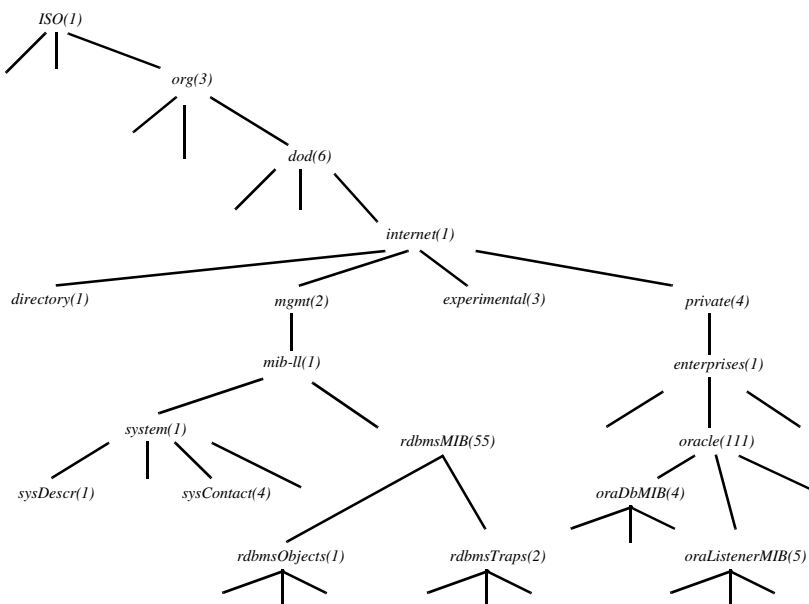 ISO(1)
org(3)
dod(6)
internet(1)
directory(1)
mgmt(2)
experimental(3)
private(4)
mib-ll(1)
enterprises(1)
system(1)
rdbmsMIB(55)
oracle(111)
sysDescr(1)
sysContact(4)
oraDbMIB(4)
rdbmsObjects(1)
rdbmsTraps(2)
oraListenerMIB(5)